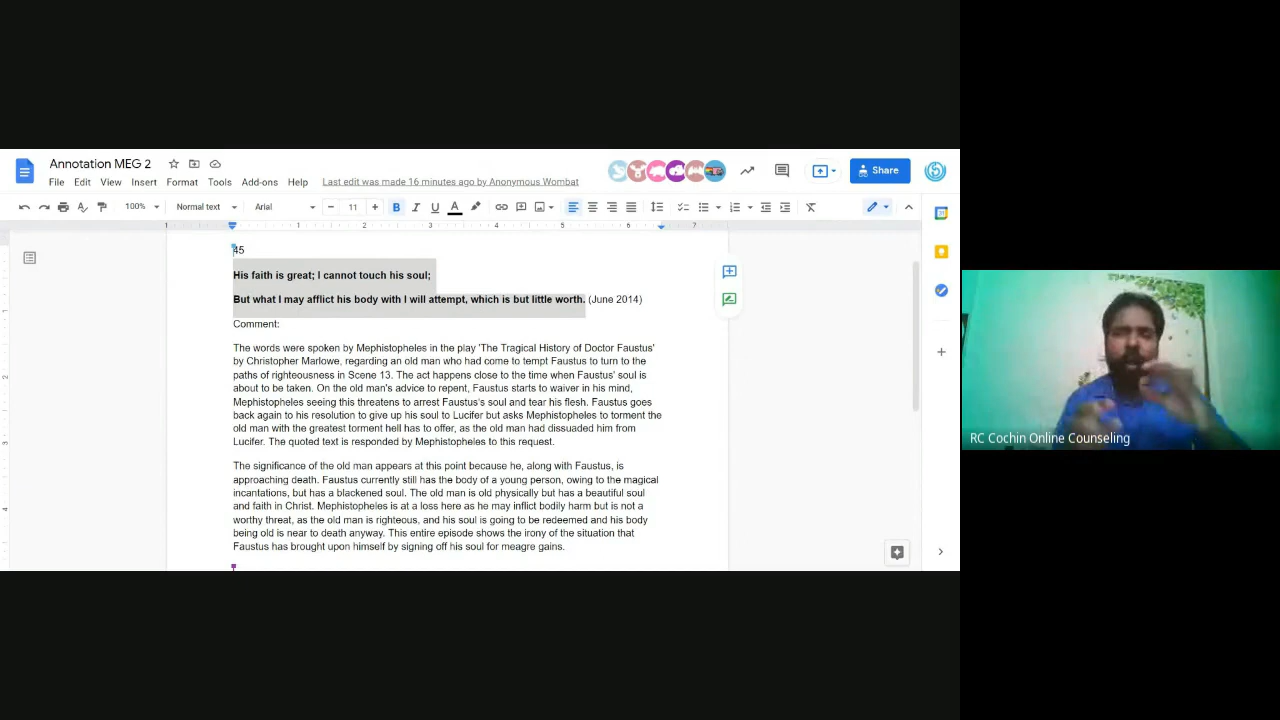 Annotation MEG 2
File Edit View Insert Format Tools Add-ons Help Last edit was made 16 minutes ago by Anonymous Wombat
Share
100% Normal text Arial 11 B I U A
1 1 2 3 4 5 6 7
45
His faith is great; I cannot touch his soul;
But what I may afflict his body with I will attempt, which is but little worth. (June 2014)
Comment:
The words were spoken by Mephistopheles in the play 'The Tragical History of Doctor Faustus'
by Christopher Marlowe, regarding an old man who had come to tempt Faustus to turn to the
paths of righteousness in Scene 13. The act happens close to the time when Faustus' soul is
about to be taken. On the old man's advice to repent, Faustus starts to waiver in his mind,
Mephistopheles seeing this threatens to arrest Faustus's soul and tear his flesh. Faustus goes
back again to his resolution to give up his soul to Lucifer but asks Mephistopheles to torment the
old man with the greatest torment hell has to offer, as the old man had dissuaded him from
Lucifer. The quoted text is responded by Mephistopheles to this request.
The significance of the old man appears at this point because he, along with Faustus, is
approaching death. Faustus currently still has the body of a young person, owing to the magical
incantations, but has a blackened soul. The old man is old physically but has a beautiful soul
and faith in Christ. Mephistopheles is at a loss here as he may inflict bodily harm but is not a
worthy threat, as the old man is righteous, and his soul is going to be redeemed and his body
being old is near to death anyway. This entire episode shows the irony of the situation that
Faustus has brought upon himself by signing off his soul for meagre gains.
1
2
3
4
RC Cochin Online Counseling